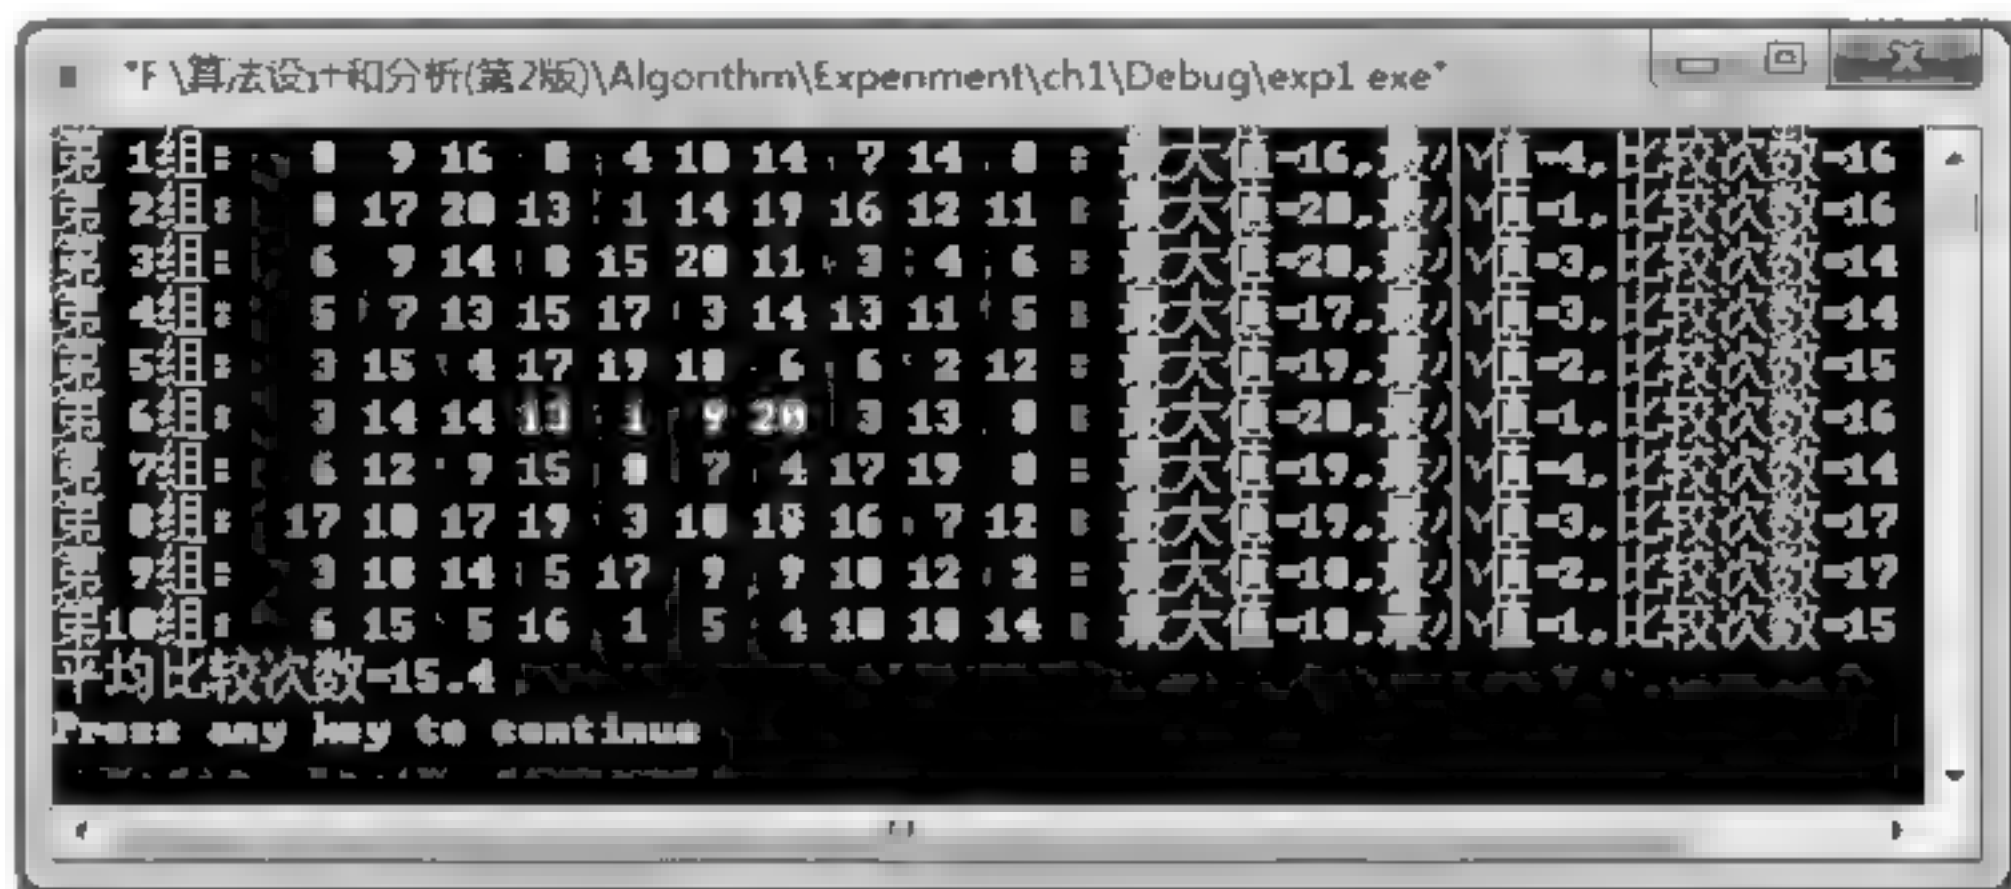 "F:\算法设计和分析(第2版)\Algorithm\Experiment\ch1\Debug\exp1.exe"
第 1组: 8 9 16 8 4 10 14 7 14 8 : 最大值=16,最小值=4,比较次数=16
第 2组: 8 17 20 13 1 14 19 16 12 11 : 最大值=20,最小值=1,比较次数=16
第 3组: 6 9 14 8 15 20 11 3 4 6 : 最大值=20,最小值=3,比较次数=14
第 4组: 5 7 13 15 17 3 14 13 11 5 : 最大值=17,最小值=3,比较次数=14
第 5组: 3 15 4 17 19 18 6 6 2 12 : 最大值=19,最小值=2,比较次数=15
第 6组: 3 14 14 13 1 9 20 3 13 8 : 最大值=20,最小值=1,比较次数=16
第 7组: 6 12 9 15 8 7 4 17 19 8 : 最大值=19,最小值=4,比较次数=14
第 8组: 17 10 17 19 3 10 18 16 7 12 : 最大值=19,最小值=3,比较次数=17
第 9组: 3 18 14 5 17 9 9 10 12 2 : 最大值=18,最小值=2,比较次数=17
第10组: 6 15 5 16 1 5 4 18 10 14 : 最大值=18,最小值=1,比较次数=15
平均比较次数=15.4
Press any key to continue